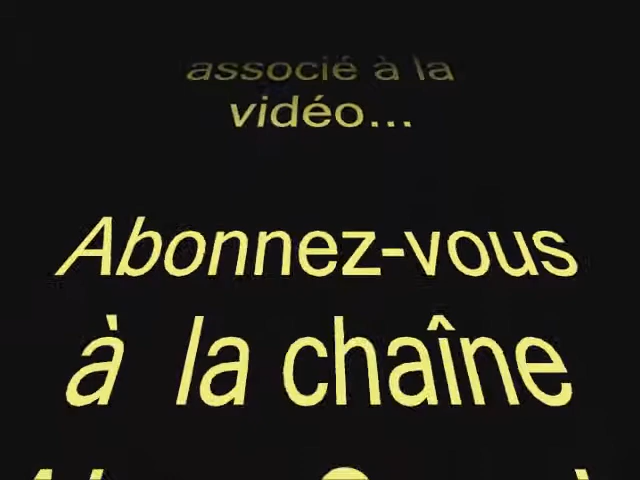 associé à la
vidéo...
Abonnez-vous
à la chaîne